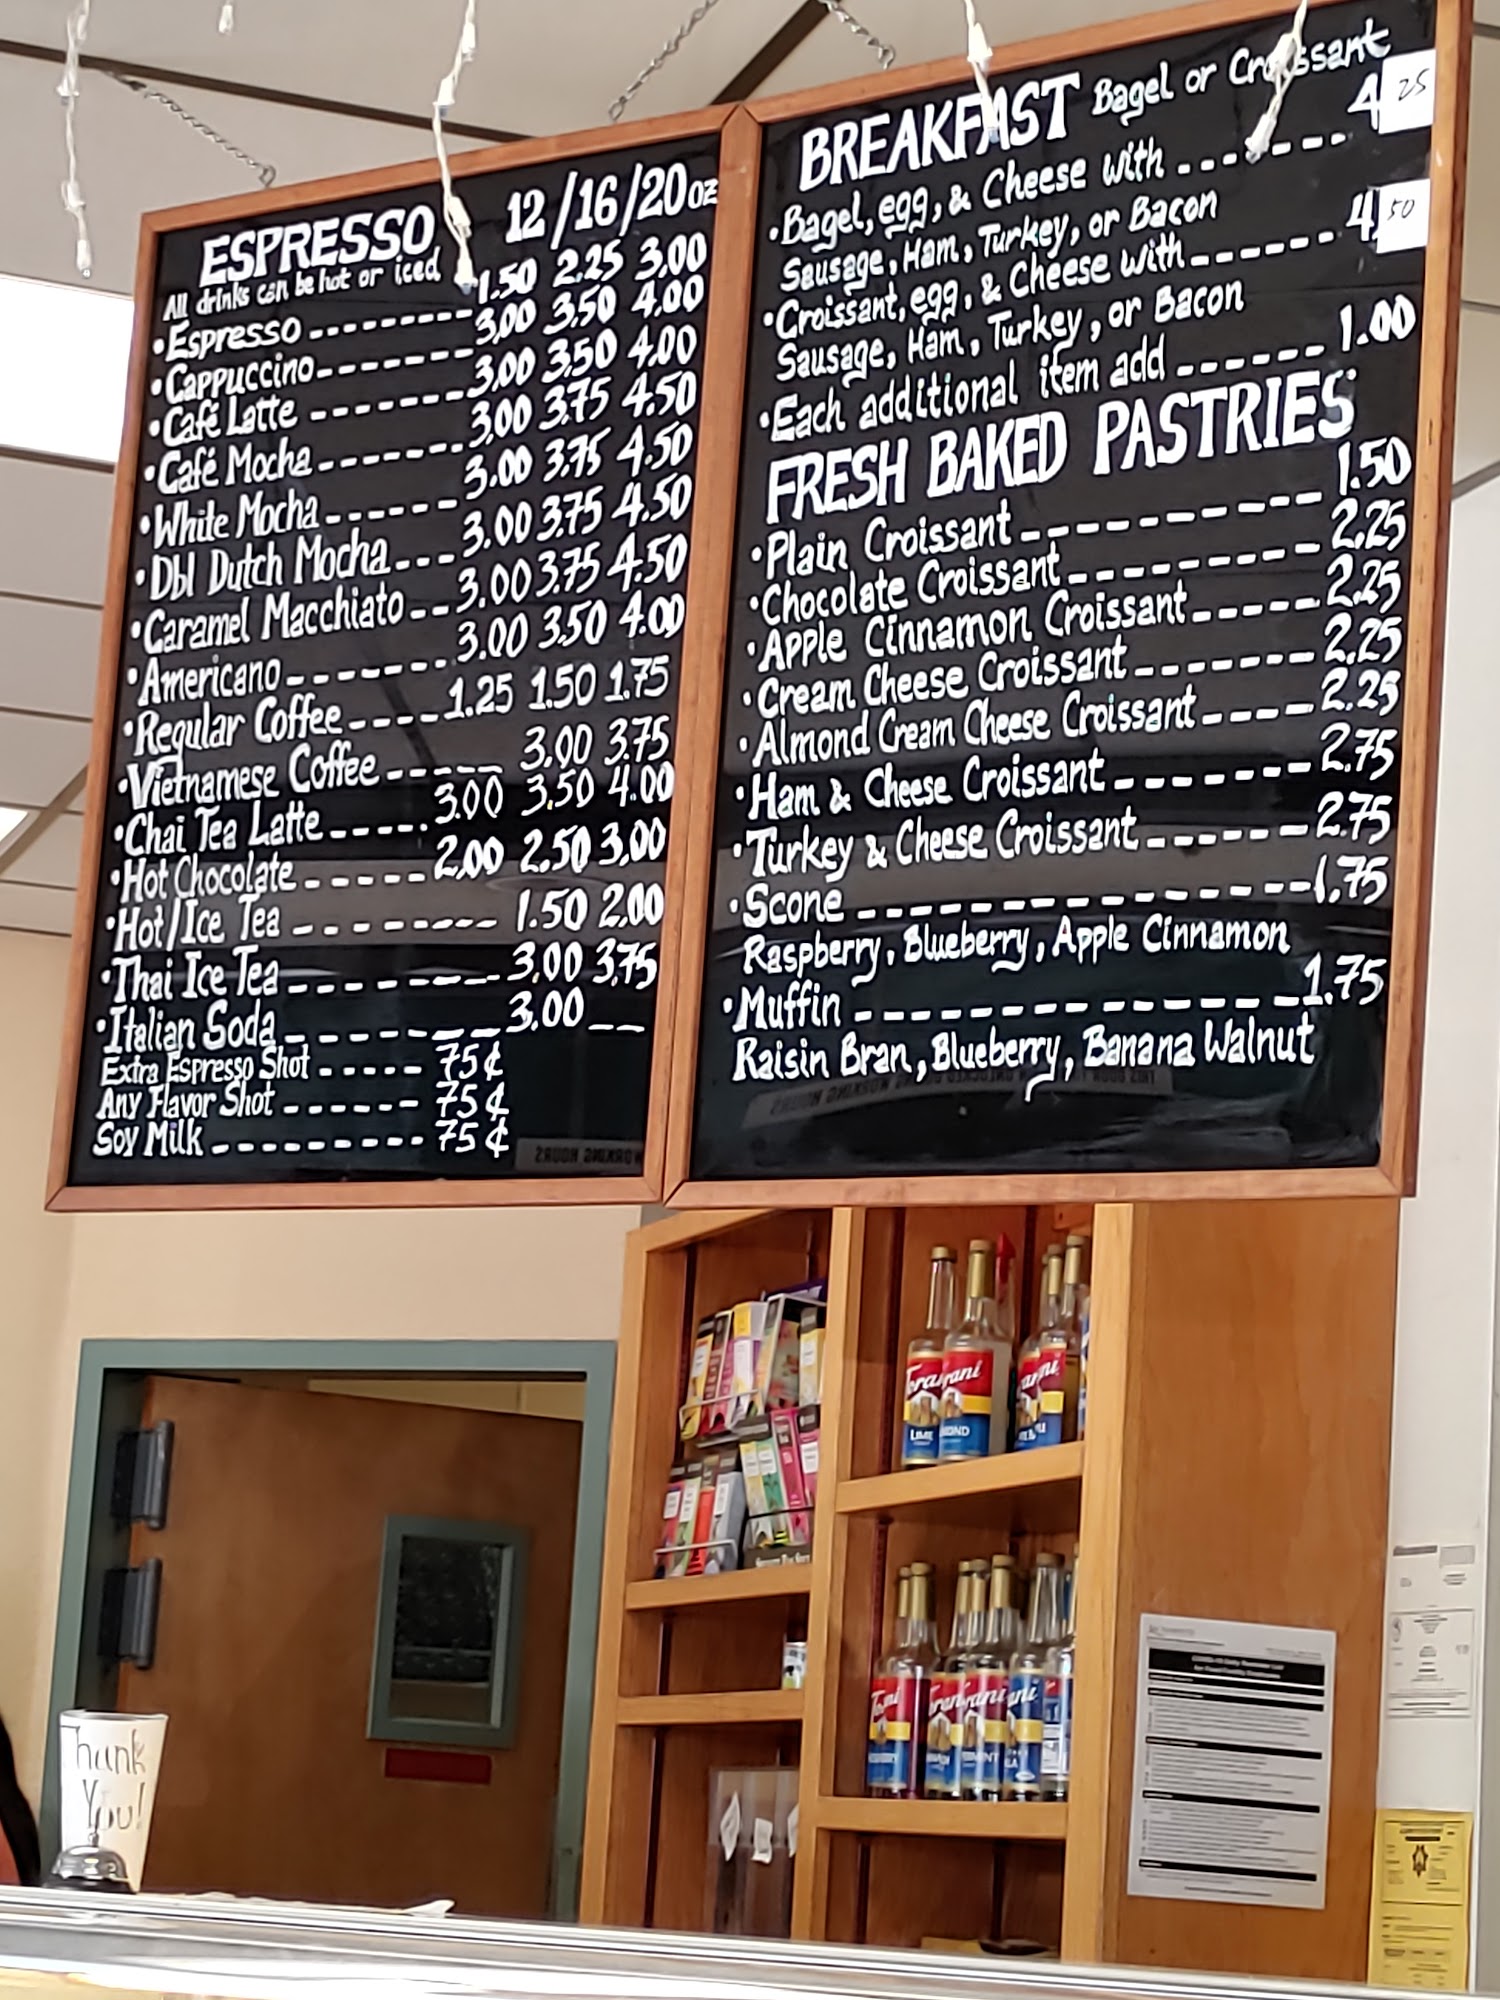 ESPRESSO 12/16/20oz
All drinks can be hot or iced
•Espresso--------- 1.50 2.25 3.00
•Cappuccino------- 3.00 3.50 4.00
•Café Latte -------- 3.00 3.50 4.00
•Café Mocha------- 3.00 3.75 4.50
•White Mocha------ 3.00 3.75 4.50
•Dbl Dutch Mocha--- 3.00 3.75 4.50
•Caramel Macchiato-- 3.00 3.75 4.50
•Americano------- 3.00 3.50 4.00
•Regular Coffee---- 1.25 1.50 1.75
•Vietnamese Coffee----- 3.00 3.75
•Chai Tea Latte----- 3.00 3.50 4.00
•Hot Chocolate------ 2.00 2.50 3.00
•Hot/Ice Tea -------- 1.50 2.00
•Thai Ice Tea -------- 3.00 3.75
•Italian Soda-------- 3.00 --
Extra Espresso Shot ----- 75¢
Any Flavor Shot ------ 75¢
Soy Milk --------- 75¢
BREAKFAST Bagel or Croissant
•Bagel, egg, & Cheese with ------- 4 25
Sausage, Ham, Turkey, or Bacon
•Croissant, egg, & Cheese with------ 4. 50
Sausage, Ham, Turkey, or Bacon
•Each additional item add ------ 1.00
FRESH BAKED PASTRIES
•Plain Croissant ---------- 1.50
•Chocolate Croissant-------- 2.25
•Apple Cinnamon Croissant----- 2.25
•Cream Cheese Croissant------- 2.25
•Almond Cream Cheese Croissant---- 2.25
•Ham & Cheese Croissant------- 2.75
•Turkey & Cheese Croissant------ 2.75
•Scone ------------- 1.75
Raspberry, Blueberry, Apple Cinnamon
•Muffin ------------- 1.75
Raisin Bran, Blueberry, Banana Walnut
Torani
LIME
Thank
You!